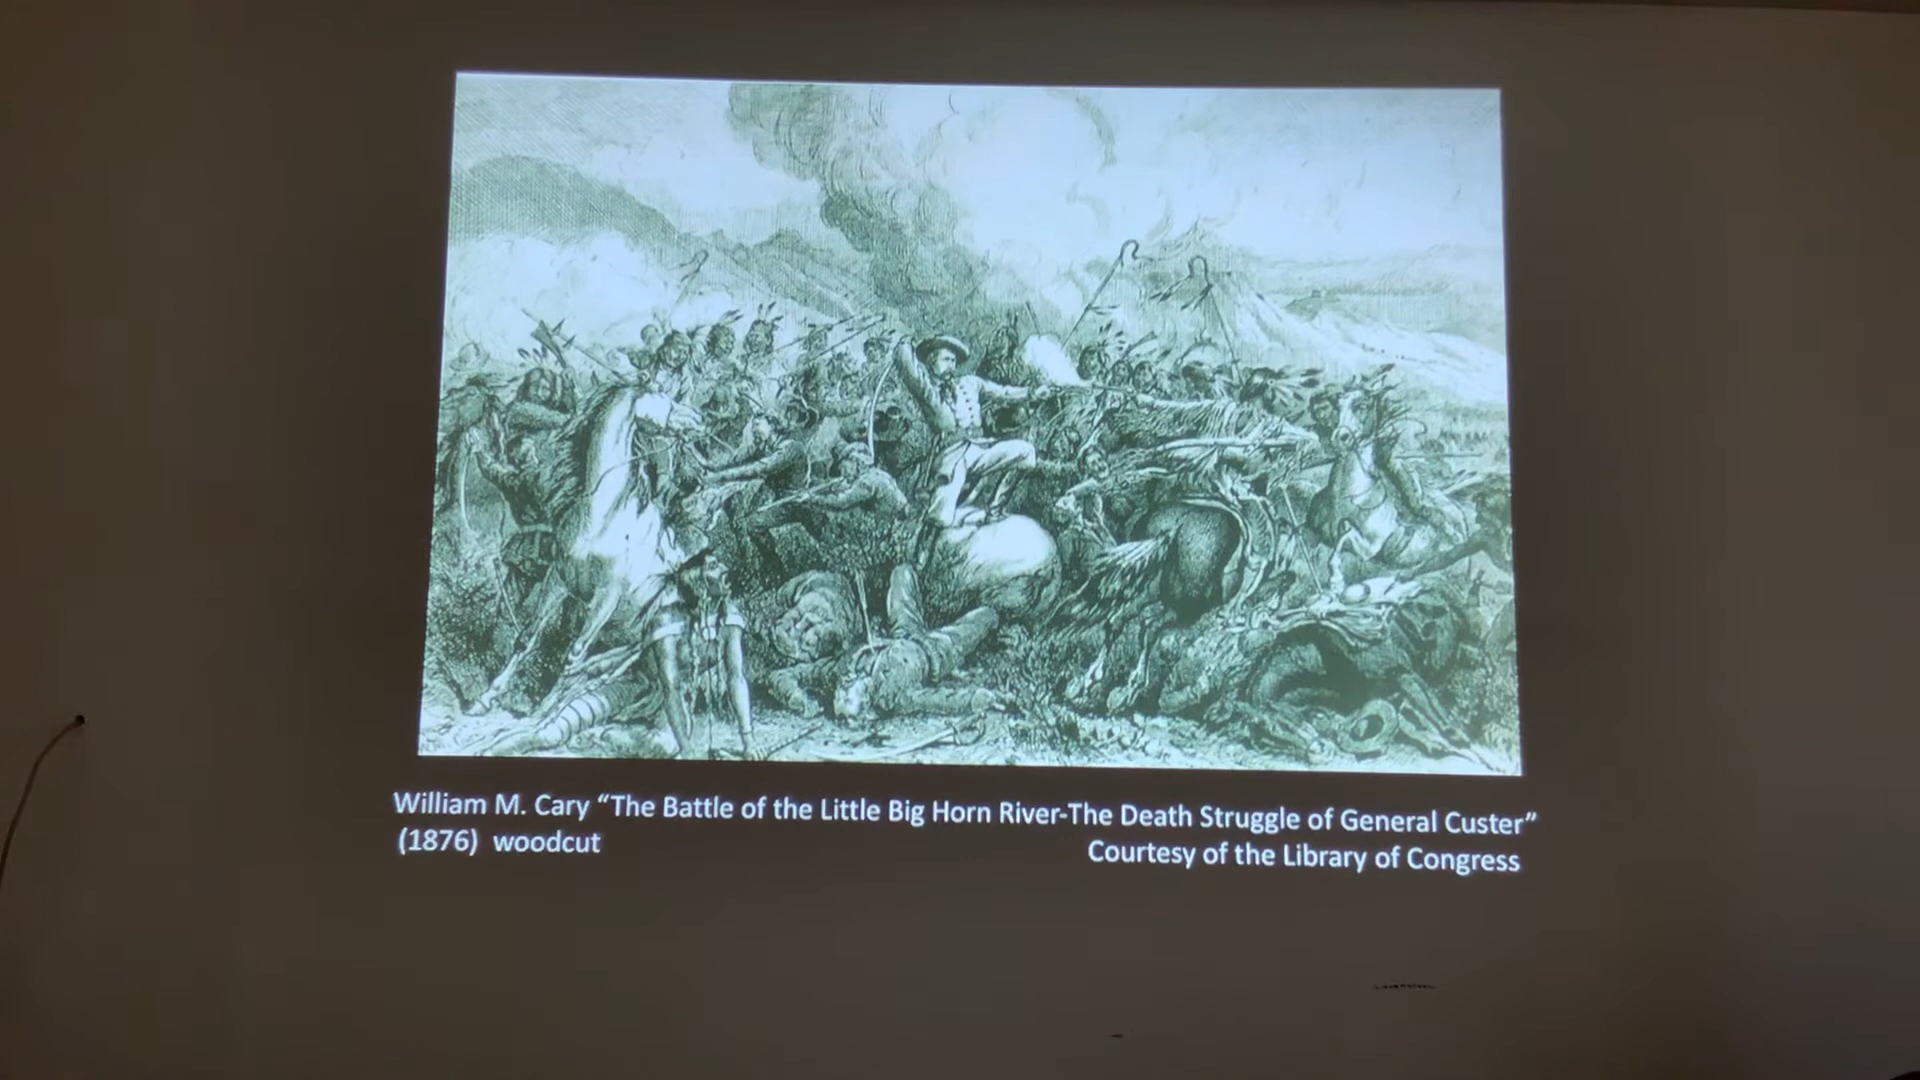 William M. Cary “The Battle of the Little Big Horn River-The Death Struggle of General Custer”
(1876) woodcut
Courtesy of the Library of Congress